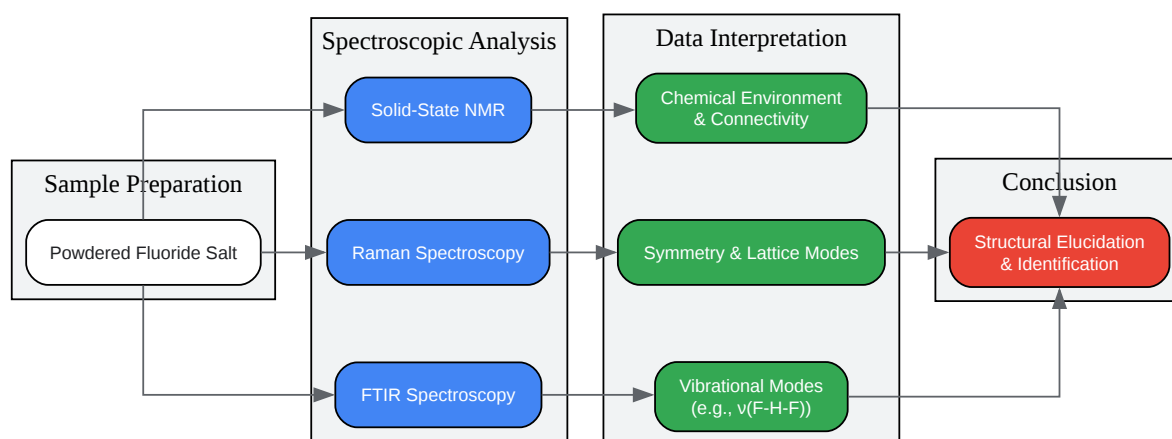 Spectroscopic Analysis
Data Interpretation
Solid-State NMR
Chemical Environment
& Connectivity
Sample Preparation
Conclusion
Powdered Fluoride Salt
Raman Spectroscopy
Symmetry & Lattice Modes
Structural Elucidation
& Identification
FTIR Spectroscopy
Vibrational Modes
(e.g., ν(F-H-F))